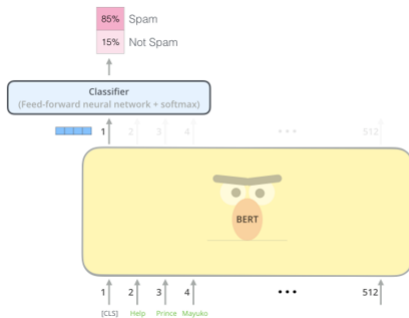 85% Spam
15% Not Spam
Classifier
(Feed-forward neural network + softmax)
1 2 3 4 ••• 512
BERT
1 2 3 4 ••• 512
[CLS] Help Prince Mayuko